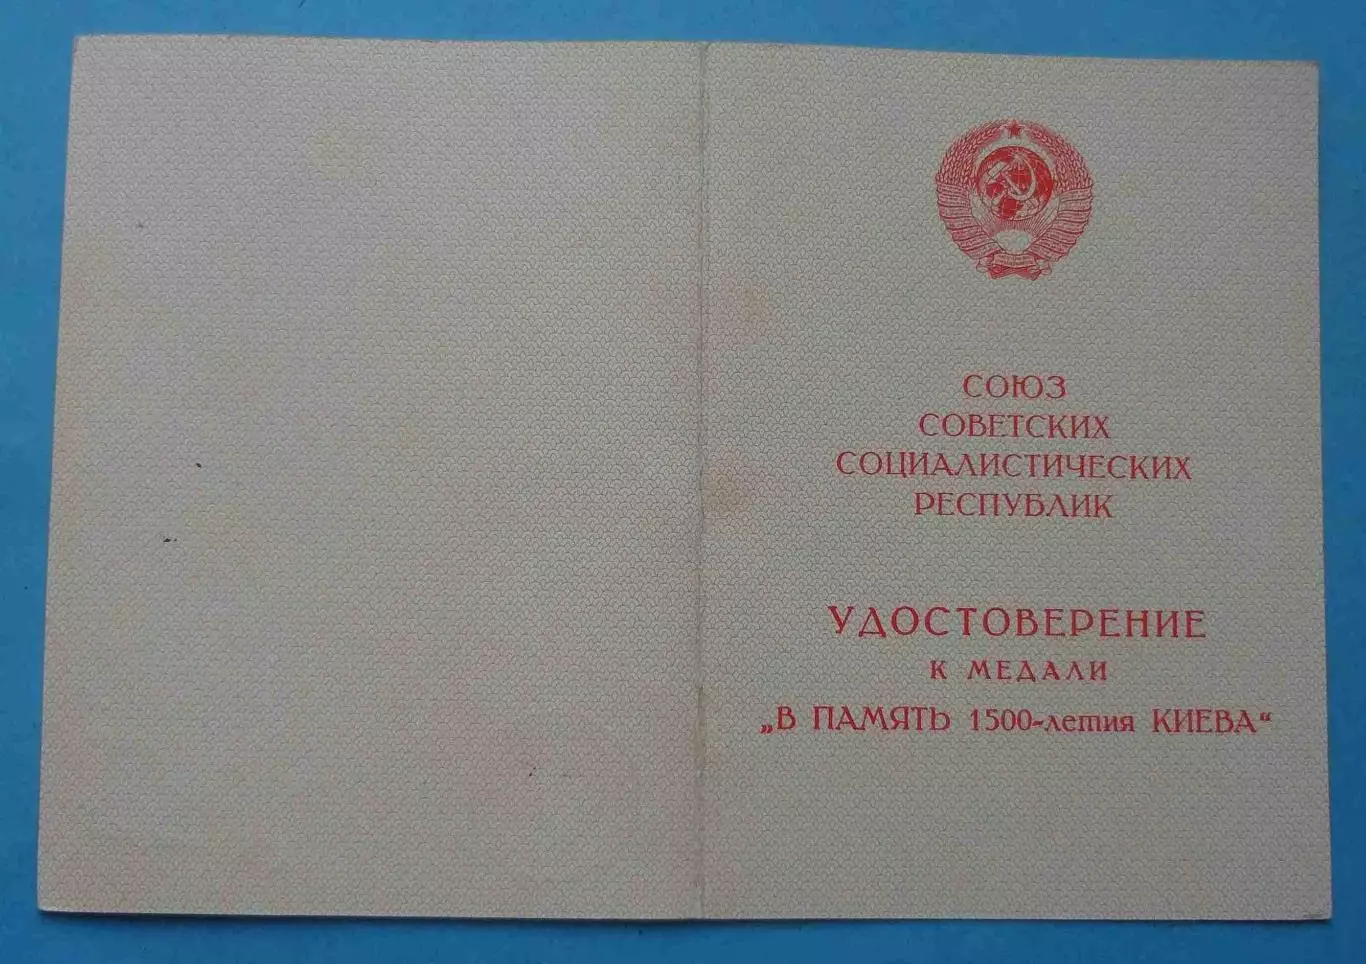 СОЮЗ
СОВЕТСКИХ
СОЦИАЛИСТИЧЕСКИХ
РЕСПУБЛИК
УДОСТОВЕРЕНИЕ
К МЕДАЛИ
„В ПАМЯТЬ 1500-летия КИЕВА“